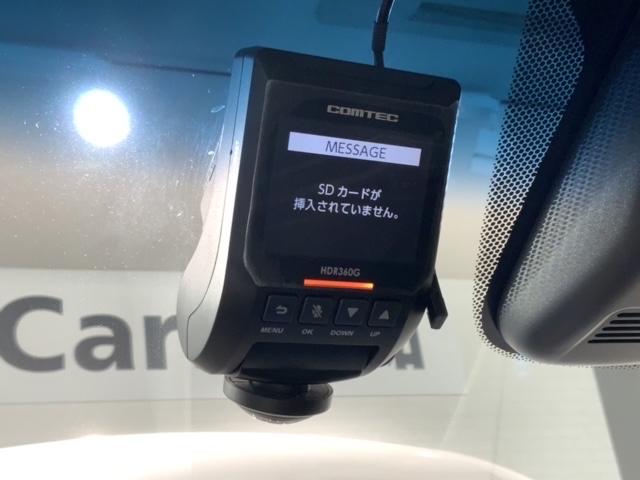 COMTEC
MESSAGE
SDカードが
挿入されていません。
HDR360G
MENU OK DOWN UP
Car